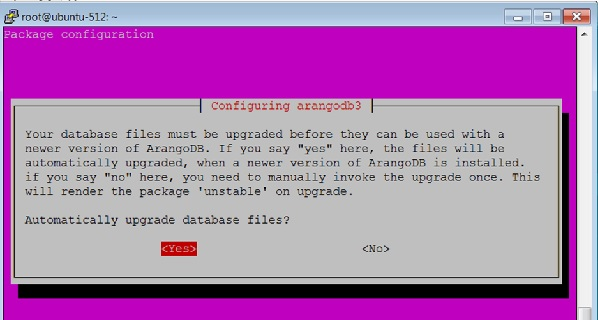 root@ubuntu-512: ~
Package configuration
Configuring arangodb3
Your database files must be upgraded before they can be used with a
newer version of ArangoDB. If you say "yes" here, the files will be
automatically upgraded, when a newer version of ArangoDB is installed.
if you say "no" here, you need to manually invoke the upgrade once. This
will render the package 'unstable' on upgrade.
Automatically upgrade database files?
<Yes> <No>